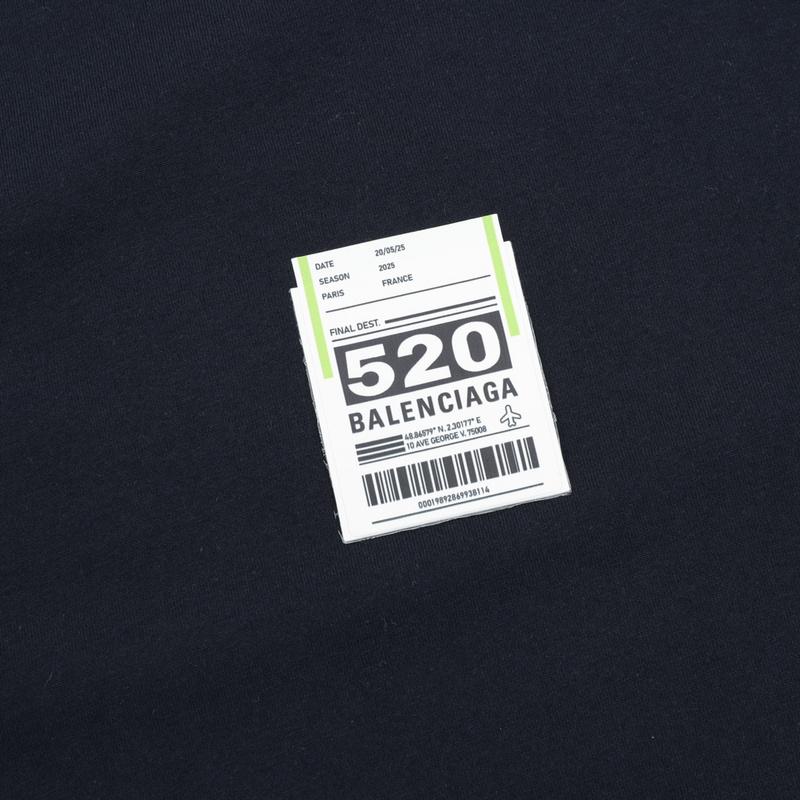 DATE 20/05/25
SEASON 2025
PARIS FRANCE
FINAL DEST.
520
BALENCIAGA
48.86579° N, 2.30177° E
10 AVE GEORGE V, 75008
00019892869938114